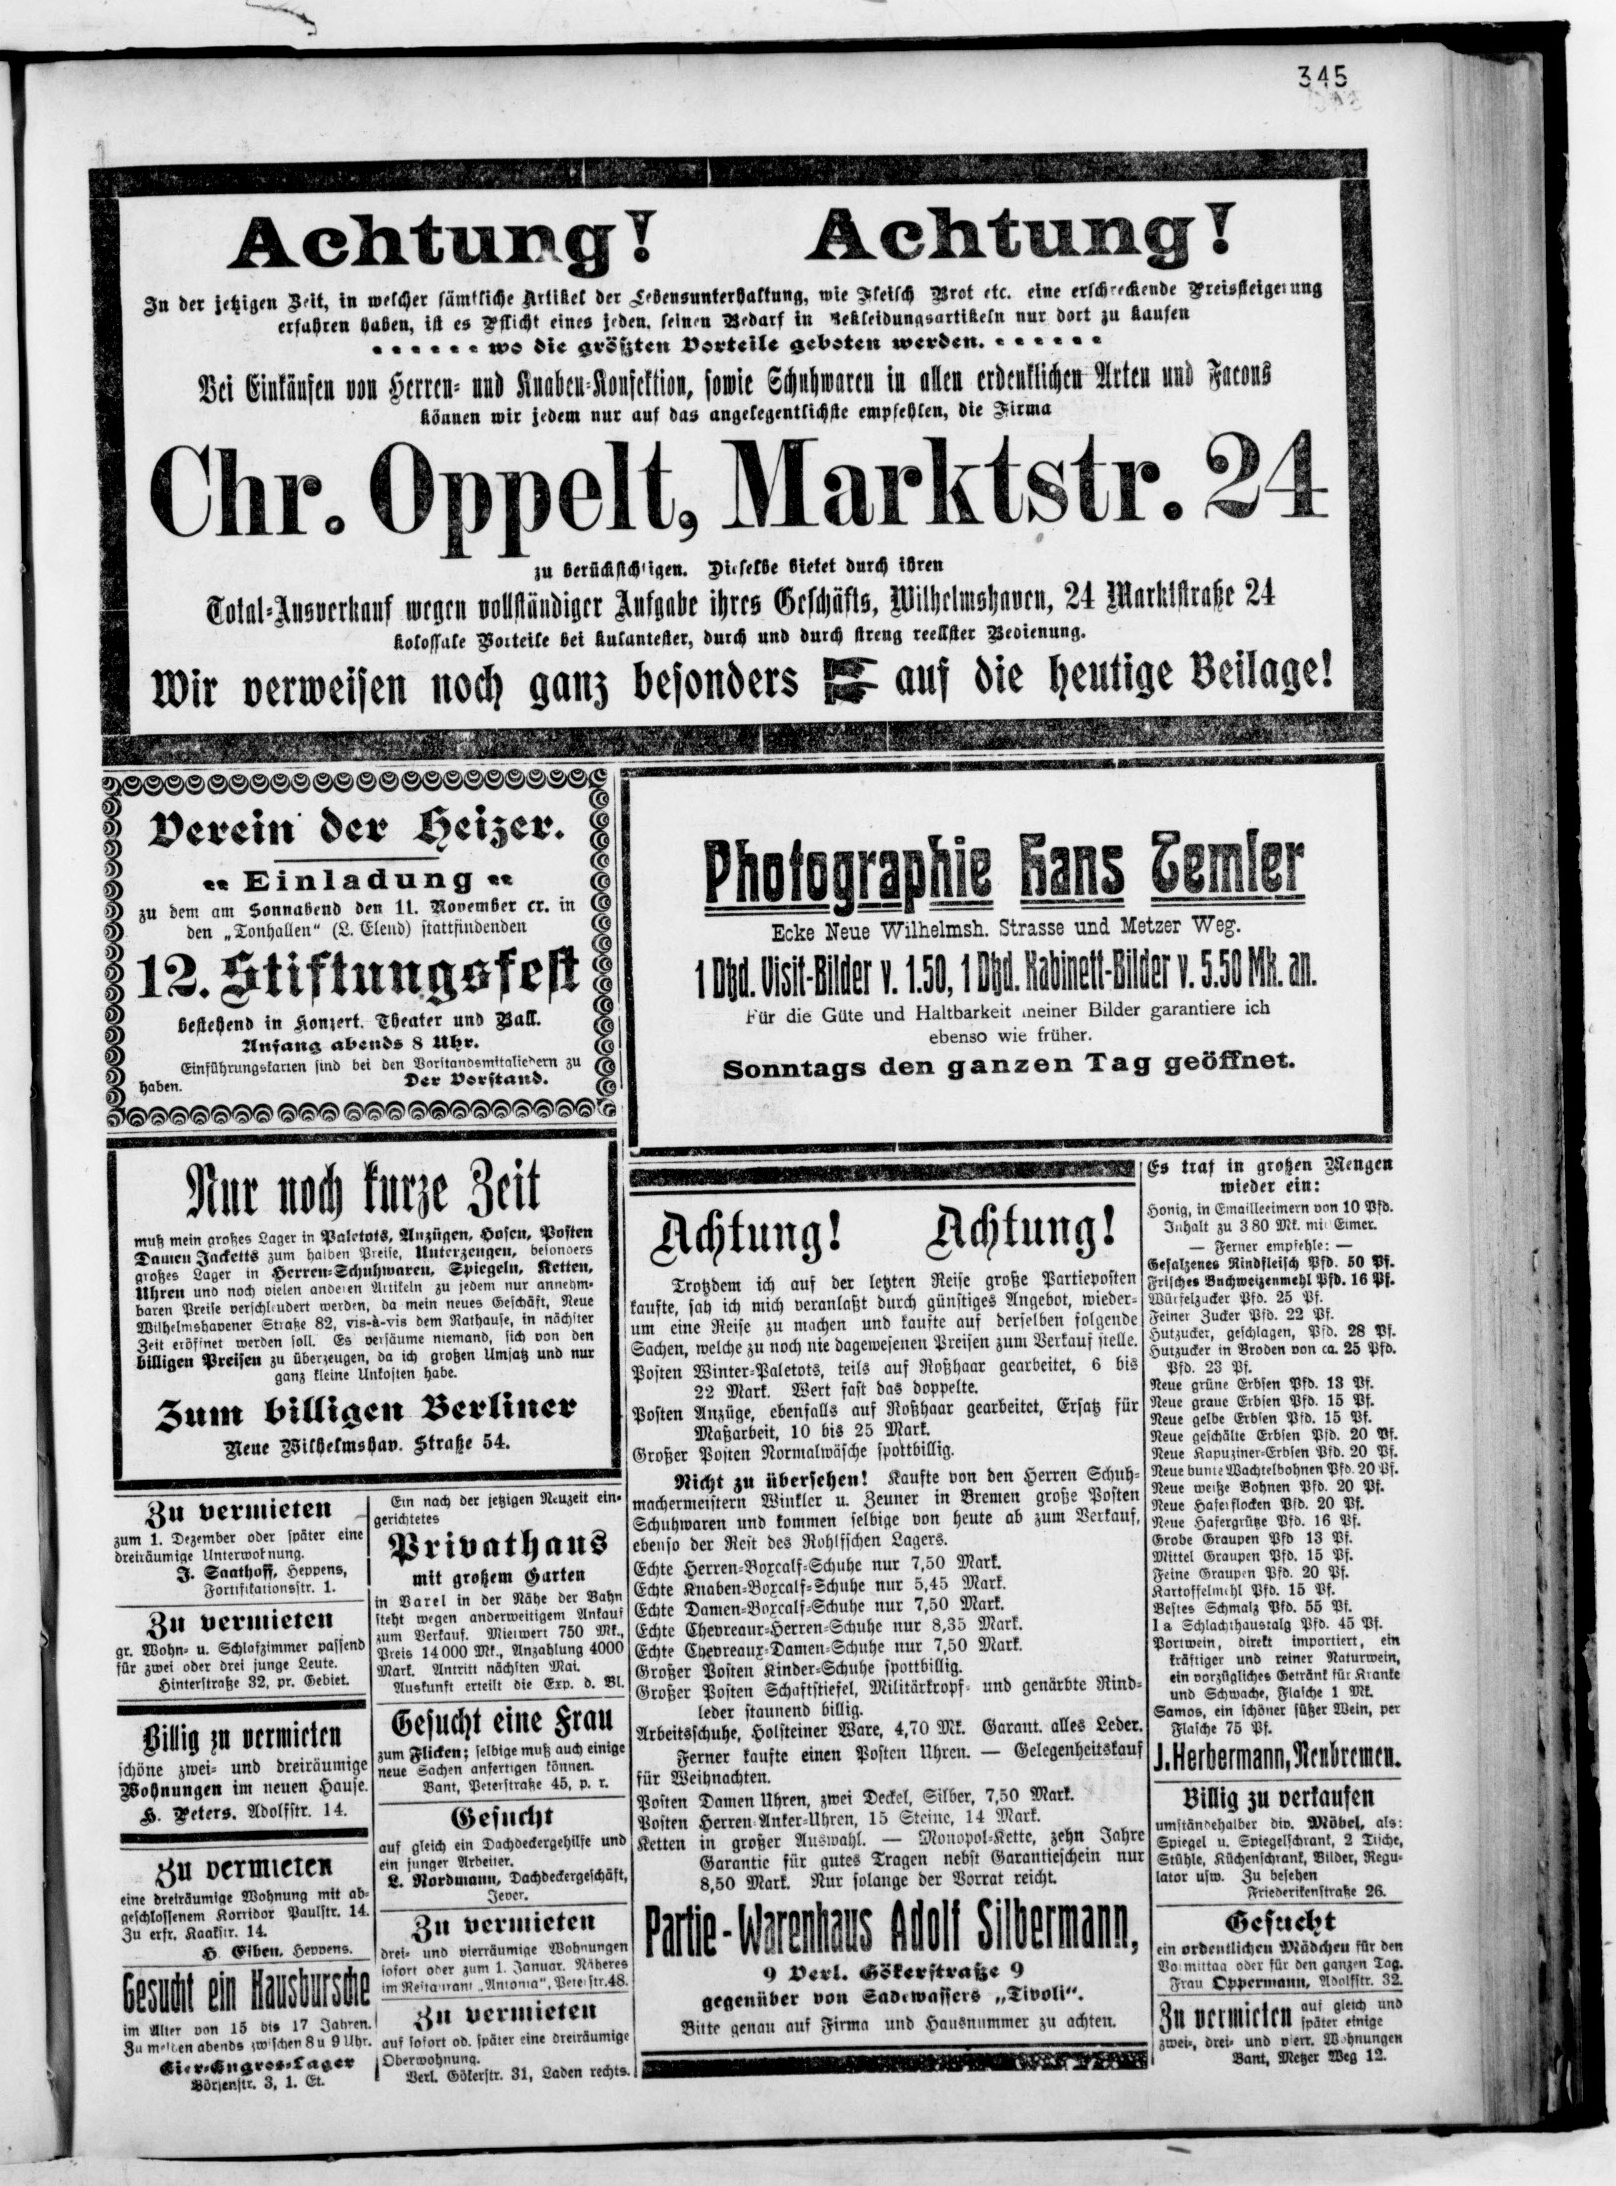 345
Achtung! Achtung!
In der jetzigen Zeit, in welcher sämtliche Artikel der Lebensunterhaltung, wie Fleisch Brot etc. eine erschreckende Preissteigerung
erfahren haben, ist es Pflicht eines jeden, seinen Bedarf in Bekleidungsartikeln nur dort zu kaufen
wo die größten Vorteile geboten werden.
Bei Einkäufen von Herren- und Knaben-Konfektion, sowie Schuhwaren in allen erdenklichen Arten und Facons
können wir jedem nur auf das angelegentlichste empfehlen, die Firma
Chr. Oppelt, Marktstr. 24
zu berücksichtigen. Dieselbe bietet durch ihren
Total-Ausverkauf wegen vollständiger Aufgabe ihres Geschäfts, Wilhelmshaven, 24 Marktstraße 24
kolossale Vorteile bei kulantester, durch und durch streng reellster Bedienung.
Wir verweisen noch ganz besonders auf die heutige Beilage!
Verein der Heizer.
Einladung
zu dem am Sonnabend den 11. November cr. in
den „Tonhallen“ (L. Elend) stattfindenden
12. Stiftungsfest
bestehend in Konzert, Theater und Ball.
Anfang abends 8 Uhr.
Einführungskarten sind bei den Vorstandsmitgliedern zu
haben. Der Vorstand.
Photographie Hans Temler
Ecke Neue Wilhelmsh. Strasse und Metzer Weg.
1 Dtzd. Visit-Bilder v. 1.50, 1 Dtzd. Kabinett-Bilder v. 5.50 Mk. an.
Für die Güte und Haltbarkeit meiner Bilder garantiere ich
ebenso wie früher.
Sonntags den ganzen Tag geöffnet.
Nur noch kurze Zeit
muß mein großes Lager in Paletots, Anzügen, Hosen, Posten
Damen Jacketts zum halben Preise, Unterzeugen, besonders
großes Lager in Herren-Schuhwaren, Spiegeln, Ketten,
Uhren und noch vielen anderen Artikeln zu jedem nur annehm-
baren Preise verschleudert werden, da mein neues Geschäft, Neue
Wilhelmshavener Straße 82, vis-à-vis dem Rathause, in nächster
Zeit eröffnet werden soll. Es versäume niemand, sich von den
billigen Preisen zu überzeugen, da ich großen Umsatz und nur
ganz kleine Unkosten habe.
Zum billigen Berliner
Neue Wilhelmshav. Straße 54.
Zu vermieten
zum 1. Dezember oder später eine
dreiräumige Unterwohnung.
J. Saathoff, Heppens,
Fortifikationsstr. 1.
Zu vermieten
gr. Wohn- u. Schlafzimmer passend
für zwei oder drei junge Leute.
Hinterstraße 32, pr. Gebiet.
Billig zu vermieten
schöne zwei- und dreiräumige
Wohnungen im neuen Hause.
H. Peters, Adolfstr. 14.
Zu vermieten
eine dreiräumige Wohnung mit ab-
geschlossenem Korridor Paulstr. 14.
Zu erfr. Kaakstr. 14.
H. Eiben, Heppens.
Gesucht ein Hausbursche
im Alter von 15 bis 17 Jahren.
Zu melden abends zwischen 8 u 9 Uhr.
Eier-Engros-Lager
Börsenstr. 3, 1. Et.
Ein nach der jetzigen Neuzeit ein-
gerichtetes
Privathaus
mit großem Garten
in Varel in der Nähe der Bahn
steht wegen anderweitigem Ankauf
zum Verkauf. Mietwert 750 Mk.,
Preis 14000 Mk., Anzahlung 4000
Mark. Antritt nächsten Mai.
Auskunft erteilt die Exp. d. Bl.
Gesucht eine Frau
zum Flicken; selbige muß auch einige
neue Sachen anfertigen können.
Bant, Peterstraße 45, p. r.
Gesucht
auf gleich ein Dachdeckergehilfe und
ein junger Arbeiter.
L. Nordmann, Dachdeckergeschäft,
Jever.
Zu vermieten
drei- und vierräumige Wohnungen
sofort oder zum 1. Januar. Näheres
im Restaurant „Antonia“, Peterstr. 48.
Zu vermieten
auf sofort od. später eine dreiräumige
Oberwohnung.
Verl. Gökerstr. 31, Laden rechts.
Achtung! Achtung!
Trotzdem ich auf der letzten Reise große Partieposten
kaufte, sah ich mich veranlaßt durch günstiges Angebot, wieder-
um eine Reise zu machen und kaufte auf derselben folgende
Sachen, welche zu noch nie dagewesenen Preisen zum Verkauf stelle.
Posten Winter-Paletots, teils auf Roßhaar gearbeitet, 6 bis
22 Mark. Wert fast das doppelte.
Posten Anzüge, ebenfalls auf Roßhaar gearbeitet, Ersatz für
Maßarbeit, 10 bis 25 Mark.
Großer Posten Normalwäsche spottbillig.
Nicht zu übersehen! Kaufte von den Herren Schuh-
machermeistern Winkler u. Zeuner in Bremen große Posten
Schuhwaren und kommen selbige von heute ab zum Verkauf,
ebenso der Rest des Rohlfschen Lagers.
Echte Herren-Boxcalf-Schuhe nur 7,50 Mark.
Echte Knaben-Boxcalf-Schuhe nur 5,45 Mark.
Echte Damen-Boxcalf-Schuhe nur 7,50 Mark.
Echte Chevreaux-Herren-Schuhe nur 8,35 Mark.
Echte Chevreaux-Damen-Schuhe nur 7,50 Mark.
Großer Posten Kinder-Schuhe spottbillig.
Großer Posten Schaftstiefel, Militärkropf- und genärbte Rind-
leder staunend billig.
Arbeitsschuhe, Holsteiner Ware, 4,70 Mk. Garant. alles Leder.
Ferner kaufte einen Posten Uhren. — Gelegenheitskauf
für Weihnachten.
Posten Damen Uhren, zwei Deckel, Silber, 7,50 Mark.
Posten Herren-Anker-Uhren, 15 Steine, 14 Mark.
Ketten in großer Auswahl. — Monopol-Kette, zehn Jahre
Garantie für gutes Tragen nebst Garantieschein nur
8,50 Mark. Nur solange der Vorrat reicht.
Partie-Warenhaus Adolf Silbermann,
9 Verl. Gökerstraße 9
gegenüber von Sadewassers „Tivoli“.
Bitte genau auf Firma und Hausnummer zu achten.
Es traf in großen Mengen
wieder ein:
Honig, in Emailleeimern von 10 Pfd.
Inhalt zu 3 80 Mk. mit Eimer.
— Ferner empfehle: —
Gesalzenes Rindfleisch Pfd. 50 Pf.
Frisches Buchweizenmehl Pfd. 16 Pf.
Würfelzucker Pfd. 25 Pf.
Feiner Zucker Pfd. 22 Pf.
Hutzucker, geschlagen, Pfd. 28 Pf.
Hutzucker in Broden von ca. 25 Pfd.
Pfd. 23 Pf.
Neue grüne Erbsen Pfd. 13 Pf.
Neue graue Erbsen Pfd. 15 Pf.
Neue gelbe Erbsen Pfd. 15 Pf.
Neue geschälte Erbsen Pfd. 20 Pf.
Neue Kapuziner-Erbsen Pfd. 20 Pf.
Neue bunte Wachtelbohnen Pfd. 20 Pf.
Neue weiße Bohnen Pfd. 20 Pf.
Neue Haferflocken Pfd. 20 Pf.
Neue Hafergrütze Pfd. 16 Pf.
Grobe Graupen Pfd 13 Pf.
Mittel Graupen Pfd. 15 Pf.
Feine Graupen Pfd. 20 Pf.
Kartoffelmehl Pfd. 15 Pf.
Bestes Schmalz Pfd. 55 Pf.
Ia Schlachthaustalg Pfd. 45 Pf.
Portwein, direkt importiert, ein
kräftiger und reiner Naturwein,
ein vorzügliches Getränk für Kranke
und Schwache, Flasche 1 Mk.
Samos, ein schöner süßer Wein, per
Flasche 75 Pf.
J. Herbermann, Neubremen.
Billig zu verkaufen
umständehalber div. Möbel, als:
Spiegel u. Spiegelschrank, 2 Tische,
Stühle, Küchenschrank, Bilder, Regu-
lator usw. Zu besehen
Friederikenstraße 26.
Gesucht
ein ordentliches Mädchen für den
Vormittag oder für den ganzen Tag.
Frau Oppermann, Adolfstr. 32.
Zu vermieten auf gleich und
später einige
zwei-, drei- und vierr. Wohnungen
Bant, Metzer Weg 12.